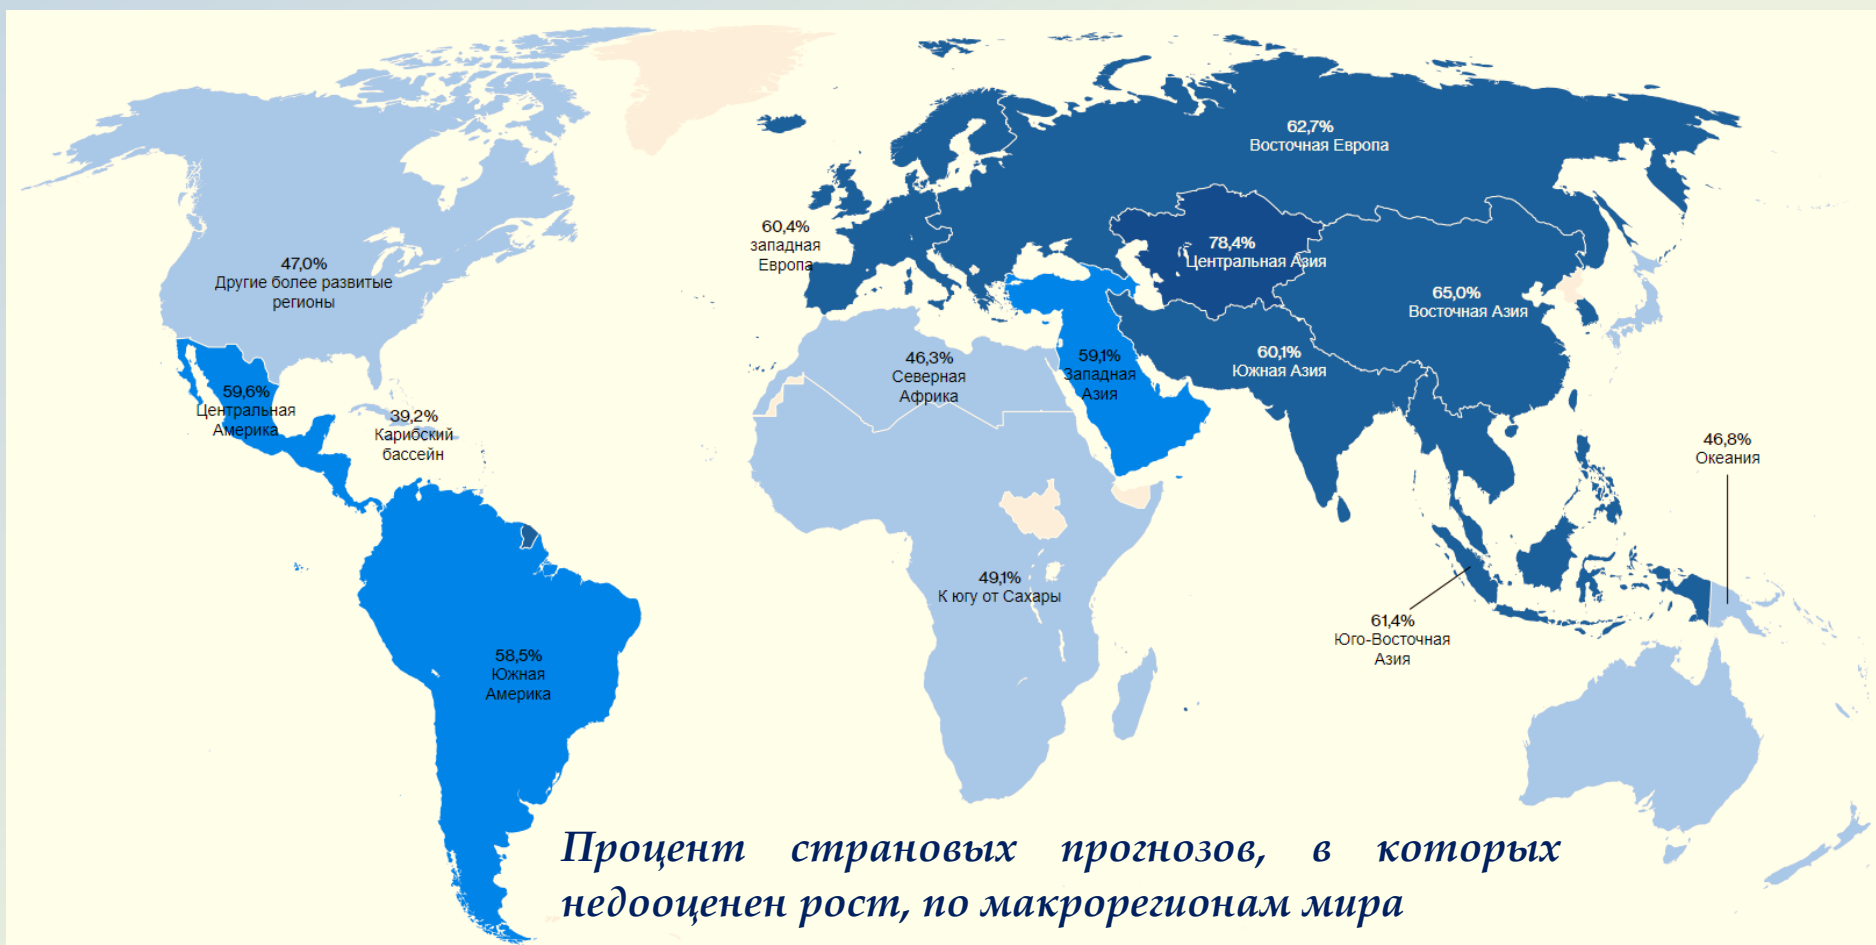 62,7%
Восточная Европа
60,4%
западная
Европа
78,4%
Центральная Азия
47,0%
Другие более развитые
регионы
65,0%
Восточная Азия
46,3%
Северная
Африка
59,1%
Западная
Азия
60,1%
Южная Азия
59,6%
Центральная
Америка
39,2%
Карибский
бассейн
46,8%
Океания
49,1%
К югу от Сахары
61,4%
Юго-Восточная
Азия
58,5%
Южная
Америка
Процент страновых прогнозов, в которых
недооценен рост, по макрорегионам мира